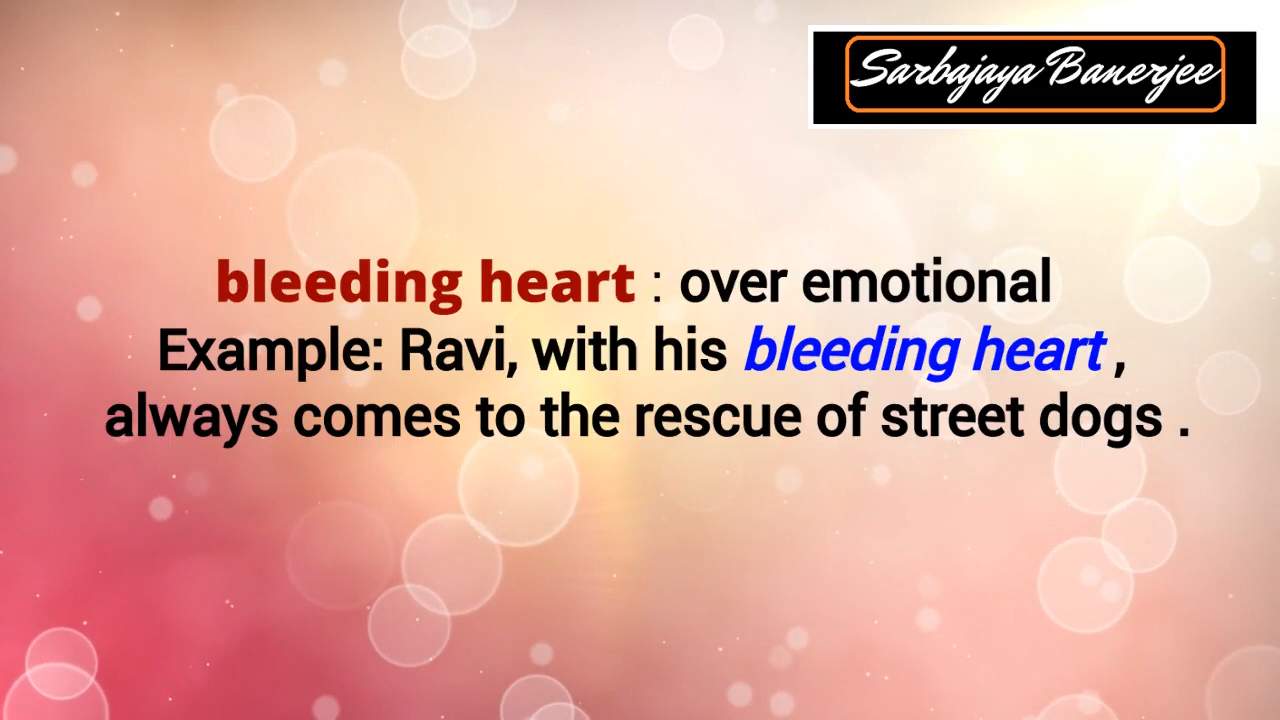 Sarbajaya Banerjee
bleeding heart : over emotional
Example: Ravi, with his bleeding heart ,
always comes to the rescue of street dogs .